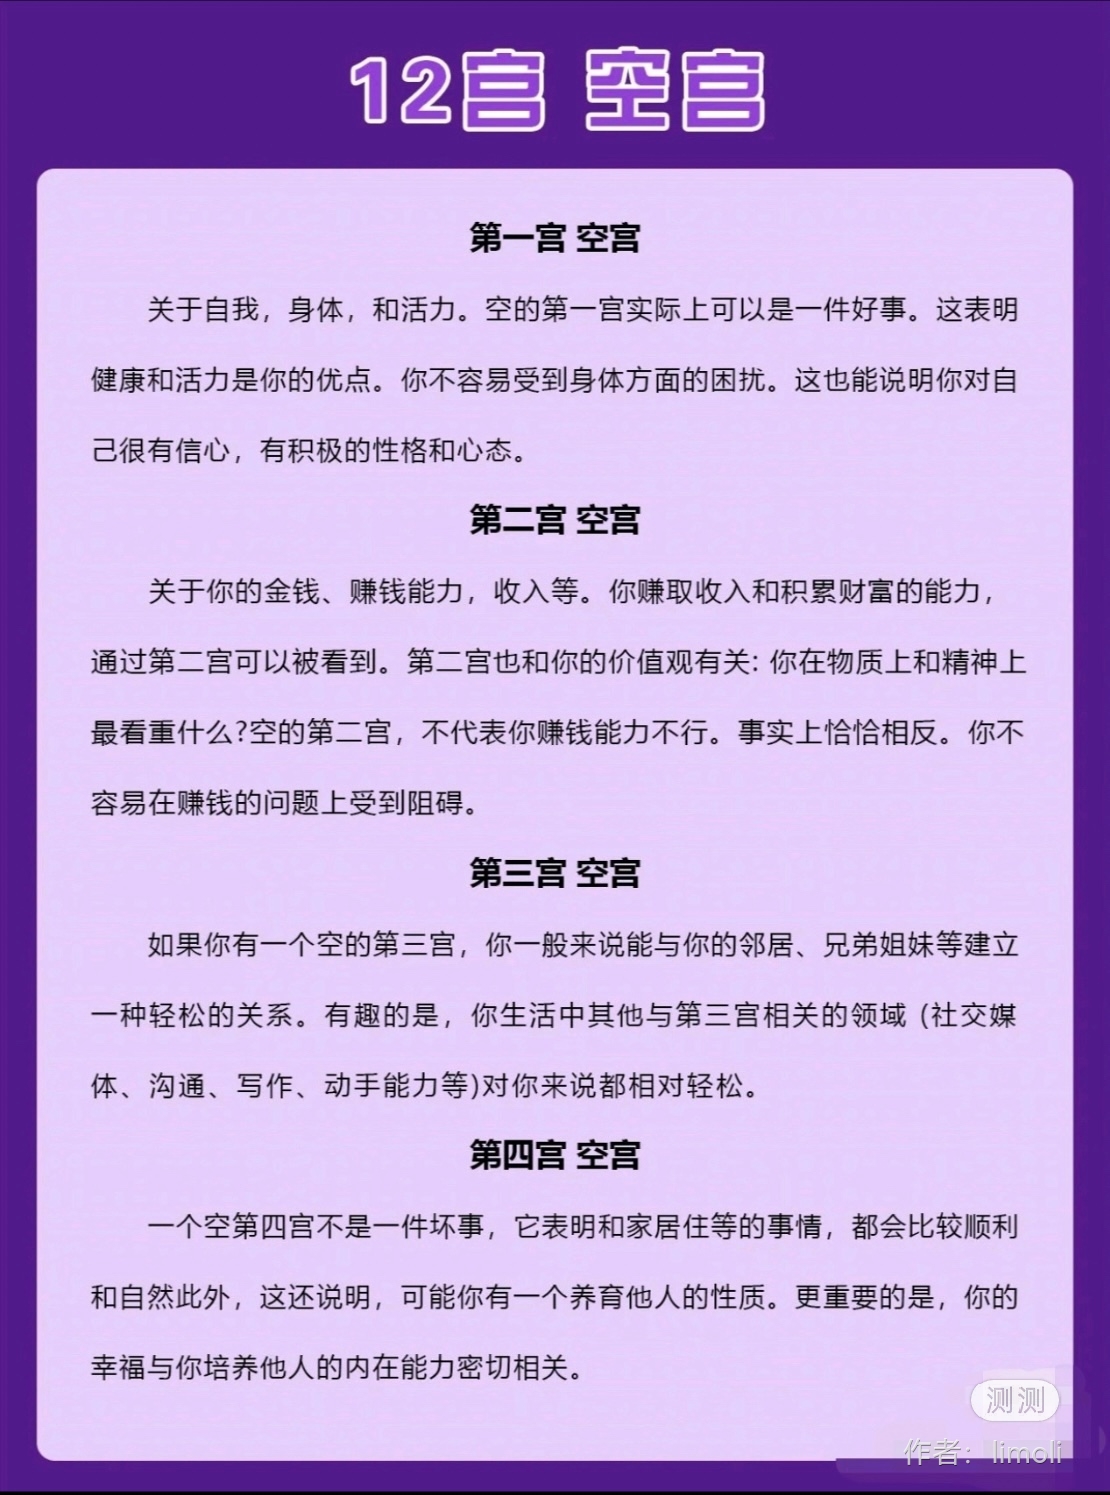 12宫 空宫
第一宫 空宫
关于自我，身体，和活力。空的第一宫实际上可以是一件好事。这表明
健康和活力是你的优点。你不容易受到身体方面的困扰。这也能说明你对自
己很有信心，有积极的性格和心态。
第二宫 空宫
关于你的金钱、赚钱能力，收入等。你赚取收入和积累财富的能力，
通过第二宫可以被看到。第二宫也和你的价值观有关: 你在物质上和精神上
最看重什么?空的第二宫，不代表你赚钱能力不行。事实上恰恰相反。你不
容易在赚钱的问题上受到阻碍。
第三宫 空宫
如果你有一个空的第三宫，你一般来说能与你的邻居、兄弟姐妹等建立
一种轻松的关系。有趣的是，你生活中其他与第三宫相关的领域 (社交媒
体、沟通、写作、动手能力等)对你来说都相对轻松。
第四宫 空宫
一个空第四宫不是一件坏事，它表明和家居住等的事情，都会比较顺利
和自然此外，这还说明，可能你有一个养育他人的性质。更重要的是，你的
幸福与你培养他人的内在能力密切相关。
测测
作者：limoli